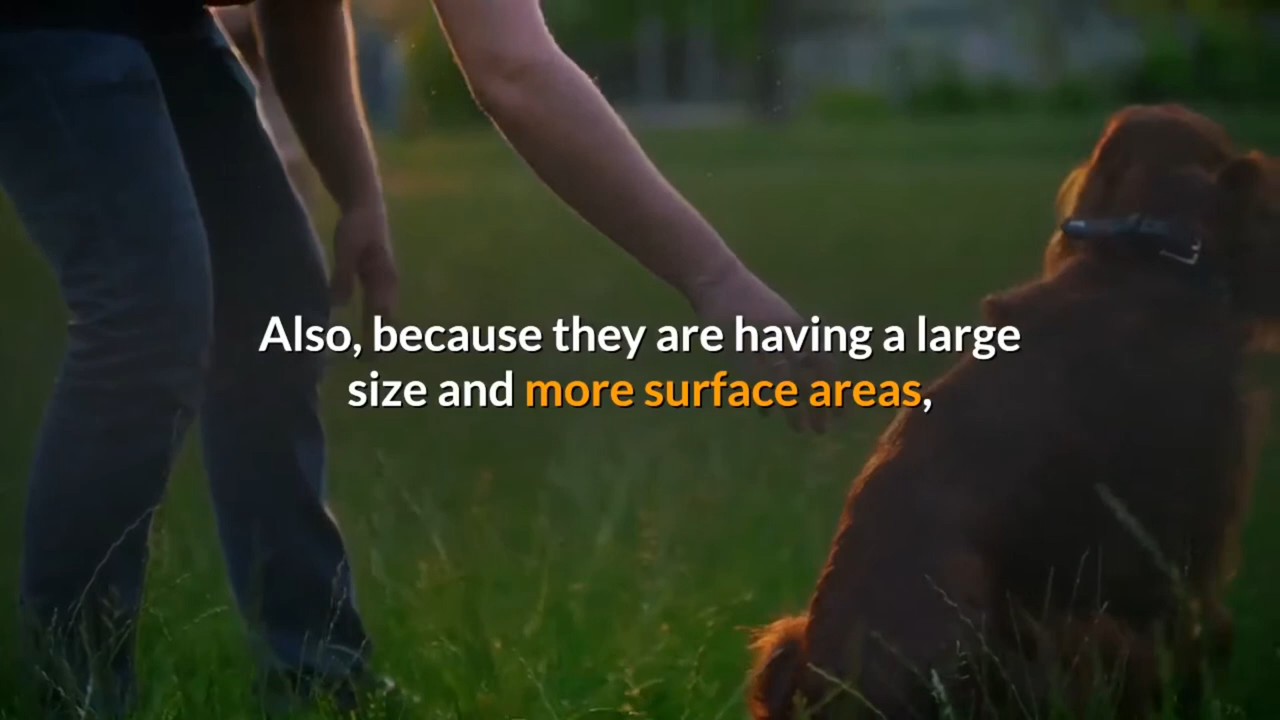 Also, because they are having a large
size and more surface areas,